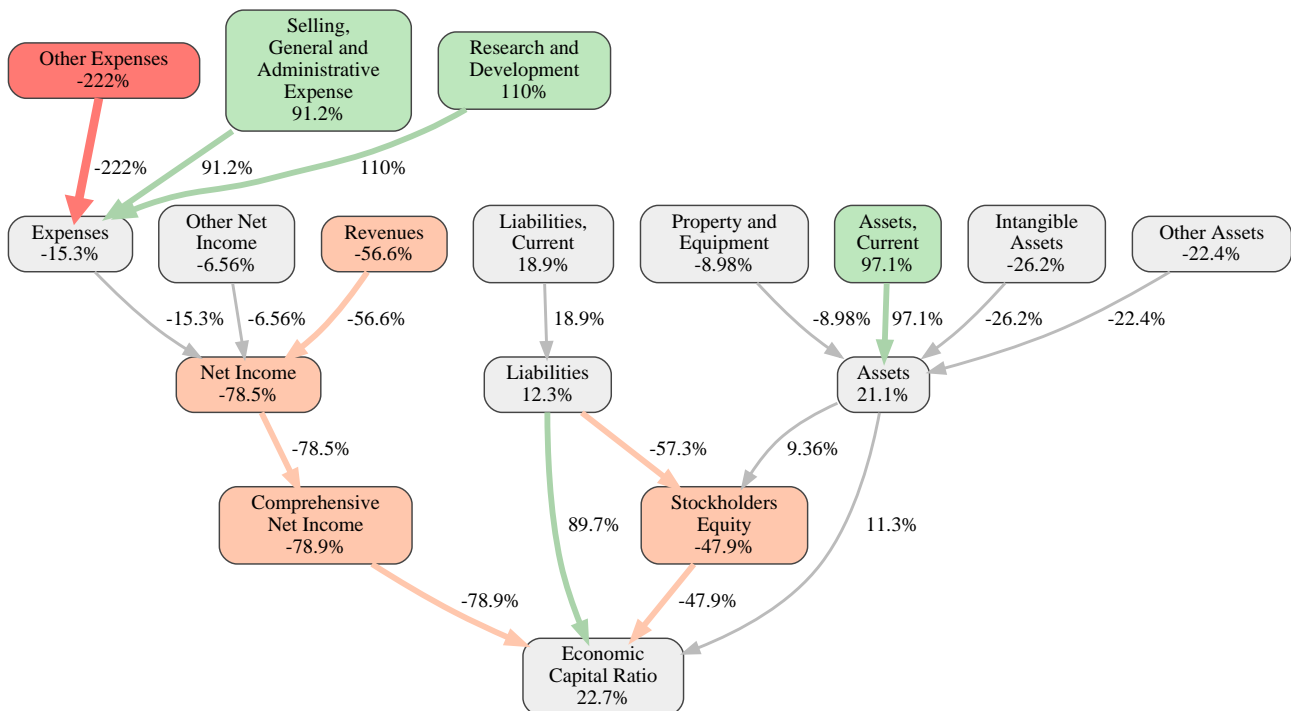 Other Expenses
-222%
Selling,
General and
Administrative
Expense
91.2%
Research and
Development
110%
-222%
91.2%
110%
Expenses
-15.3%
Other Net
Income
-6.56%
Revenues
-56.6%
Liabilities,
Current
18.9%
Property and
Equipment
-8.98%
Assets,
Current
97.1%
Intangible
Assets
-26.2%
Other Assets
-22.4%
-15.3%
-6.56%
-56.6%
18.9%
-8.98%
97.1%
-26.2%
-22.4%
Net Income
-78.5%
Liabilities
12.3%
Assets
21.1%
-78.5%
-57.3%
9.36%
Comprehensive
Net Income
-78.9%
89.7%
Stockholders
Equity
-47.9%
11.3%
-78.9%
-47.9%
Economic
Capital Ratio
22.7%